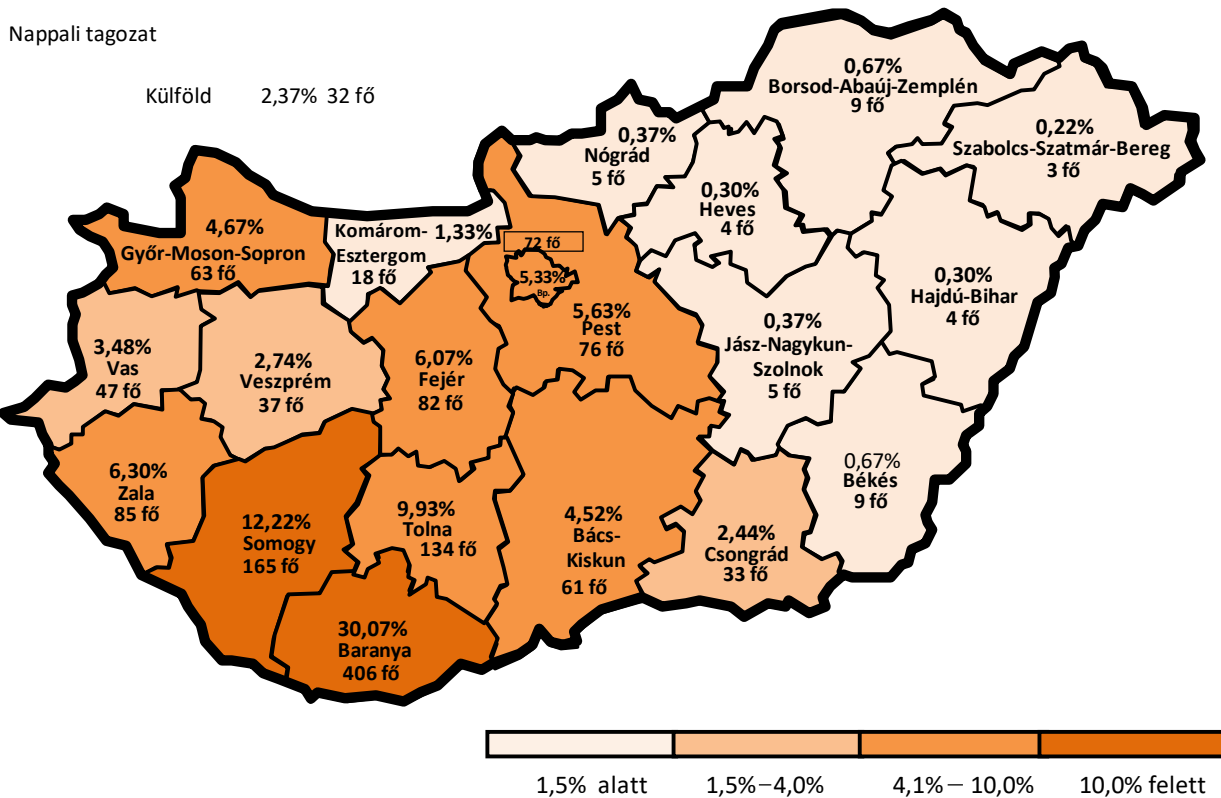 Nappali tagozat
Külföld 2,37% 32 fő
0,67%
Borsod-Abaúj-Zemplén
9 fő
0,22%
Szabolcs-Szatmár-Bereg
3 fő
0,37%
Nógrád
5 fő
0,30%
Heves
4 fő
4,67%
Győr-Moson-Sopron
63 fő
Komárom- 1,33%
Esztergom
18 fő
72 fő
5,33%
Bp.
5,63%
Pest
76 fő
0,30%
Hajdú-Bihar
4 fő
0,37%
Jász-Nagykun-
Szolnok
5 fő
3,48%
Vas
47 fő
2,74%
Veszprém
37 fő
6,07%
Fejér
82 fő
6,30%
Zala
85 fő
12,22%
Somogy
165 fő
9,93%
Tolna
134 fő
4,52%
Bács-
Kiskun
61 fő
2,44%
Csongrád
33 fő
0,67%
Békés
9 fő
30,07%
Baranya
406 fő
1,5% alatt
1,5%–4,0%
4,1% – 10,0%
10,0% felett